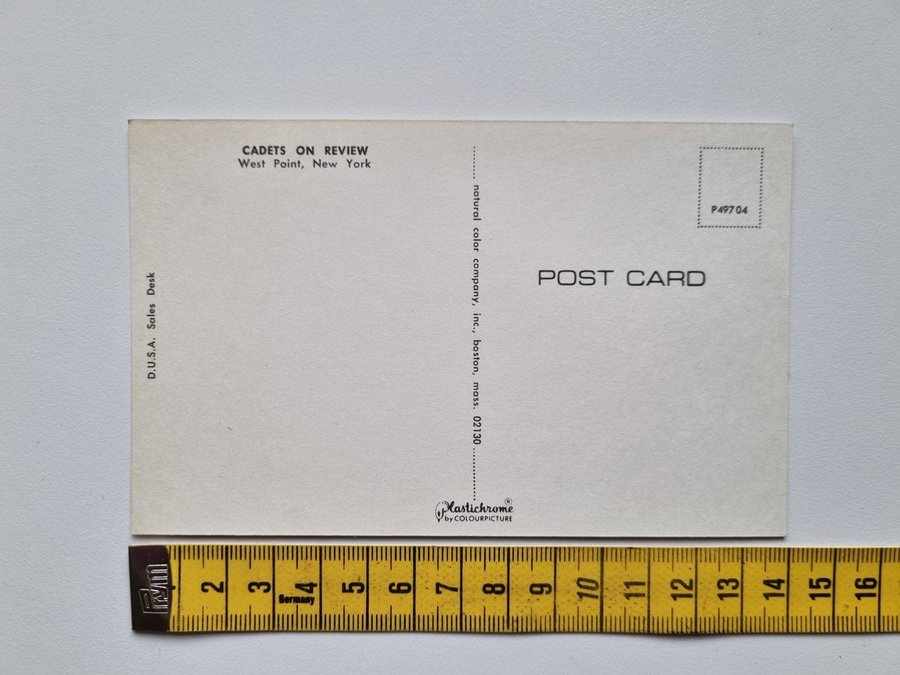 CADETS ON REVIEW
West Point, New York
D.U.S.A. Sales Desk
natural color company, inc., boston, mass. 02130
P49704
POST CARD
Plastichrome®
by COLOURPICTURE
Prym
2 3 4 5 6 7 8 9 10 11 12 13 14 15 16
Germany